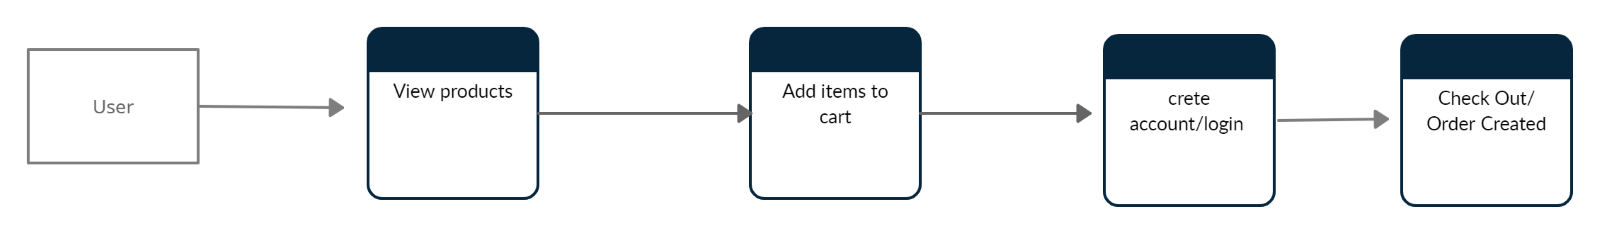 User
View products
Add items to
cart
crete
account/login
Check Out/
Order Created